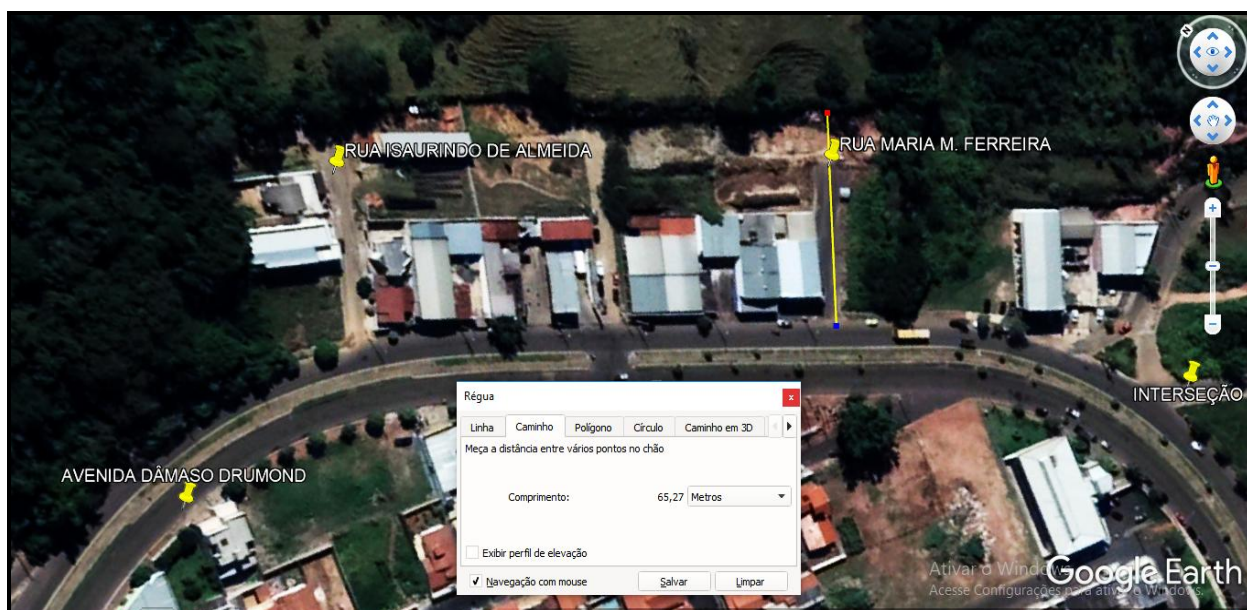 N
RUA ISAURINDO DE ALMEIDA
RUA MARIA M. FERREIRA
INTERSEÇÃO
AVENIDA DÂMASO DRUMOND
Régua
x
Linha Caminho Polígono Círculo Caminho em 3D
Meça a distância entre vários pontos no chão
Comprimento: 65,27 Metros
Exibir perfil de elevação
Navegação com mouse Salvar Limpar
Ativar o Windows
Acesse Configurações para ativar o Windows.
Google Earth